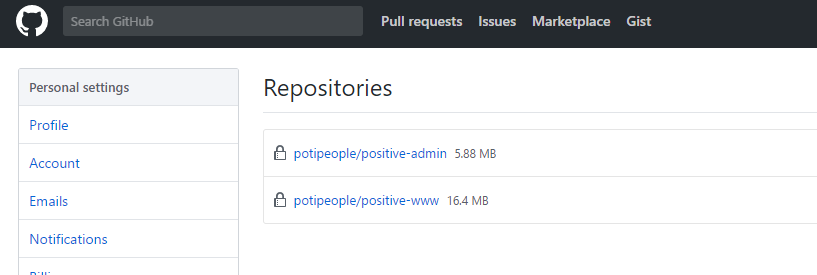 Search GitHub Pull requests Issues Marketplace Gist
Personal settings
Profile
Account
Emails
Notifications
Repositories
potipeople/positive-admin 5.88 MB
potipeople/positive-www 16.4 MB